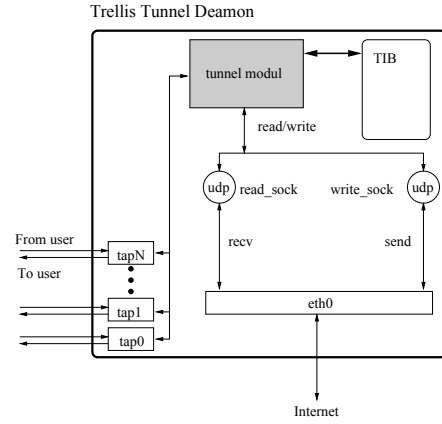 Trellis Tunnel Deamon
tunnel modul
TIB
read/write
udp
read_sock
write_sock
udp
From user
tapN
recv
send
To user
tap1
eth0
tap0
Internet